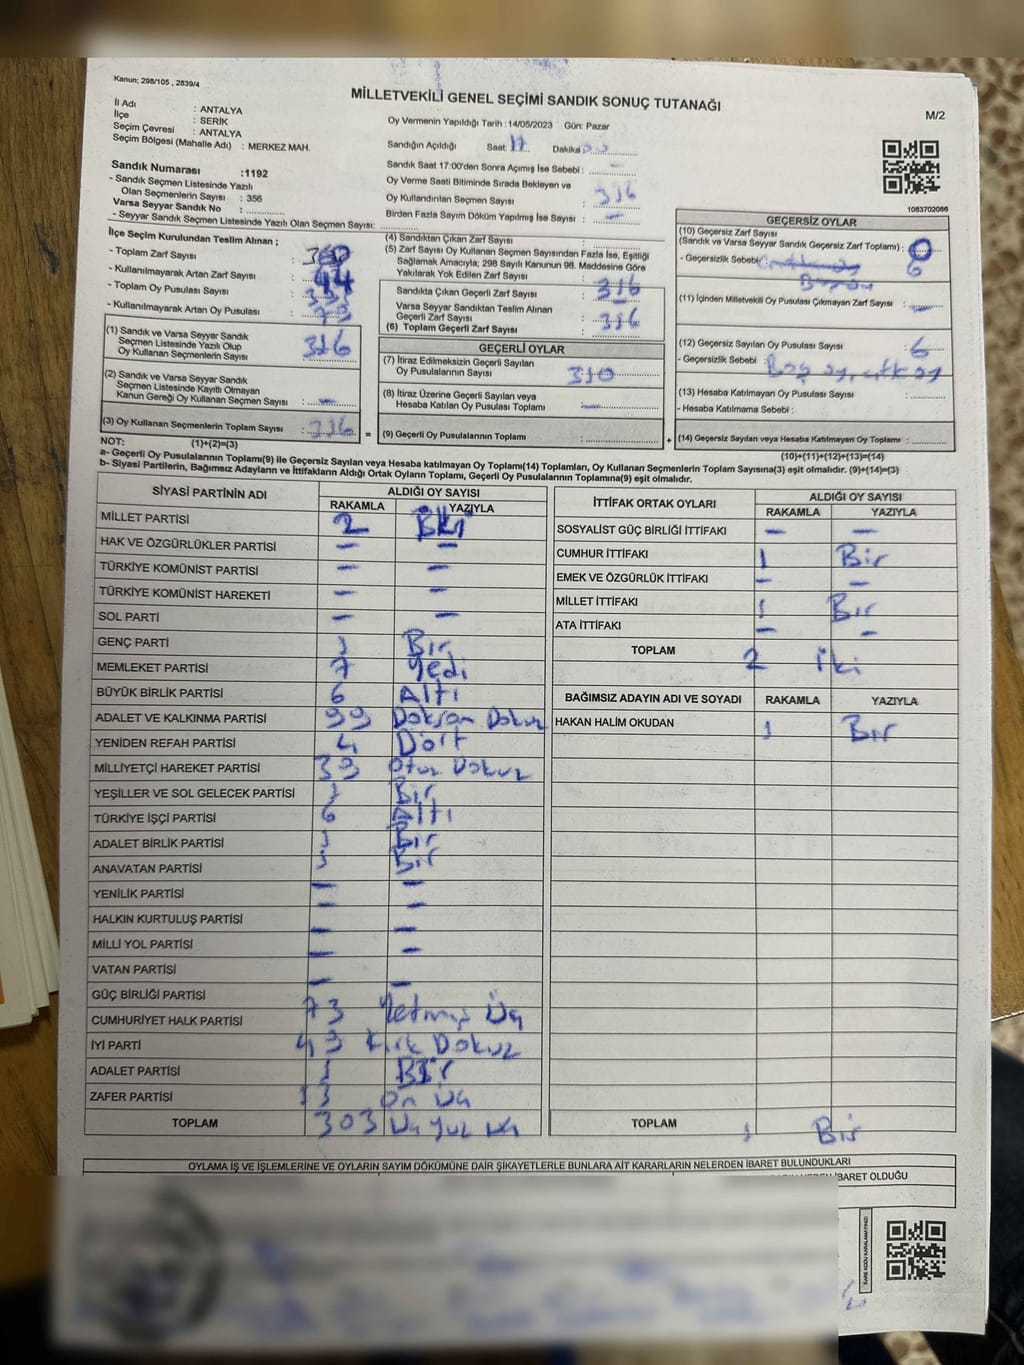 Kanun; 298/105 , 2839/4
MİLLETVEKİLİ GENEL SEÇİMİ SANDIK SONUÇ TUTANAĞI
M/2
İl Adı : ANTALYA
İlçe : SERİK
Seçim Çevresi : ANTALYA
Seçim Bölgesi (Mahalle Adı) : MERKEZ MAH.
Sandık Numarası :1192
- Sandık Seçmen Listesinde Yazılı
Olan Seçmenlerin Sayısı : 356
Varsa Seyyar Sandık No :
- Seyyar Sandık Seçmen Listesinde Yazılı Olan Seçmen Sayısı:
Oy Vermenin Yapıldığı Tarih : 14/05/2023 Gün: Pazar
Sandığın Açıldığı Saat: 17 Dakika
Sandık Saat 17:00'den Sonra Açımış İse Sebebi : –
Oy Verme Saati Bitiminde Sırada Bekleyen ve
Oy Kullandırılan Seçmen Sayısı : 316
Birden Fazla Sayım Döküm Yapılmış İse Sayısı : –
1083702086
İlçe Seçim Kurulundan Teslim Alınan ;
- Toplam Zarf Sayısı : 360
- Kullanılmayarak Artan Zarf Sayısı : 44
- Toplam Oy Pusulası Sayısı :
- Kullanılmayarak Artan Oy Pusulası : 73
(1) Sandık ve Varsa Seyyar Sandık
Seçmen Listesinde Yazılı Olup
Oy Kullanan Seçmenlerin Sayısı : 316
(2) Sandık ve Varsa Seyyar Sandık
Seçmen Listesinde Kayıtlı Olmayan
Kanun Gereği Oy Kullanan Seçmen Sayısı : –
(3) Oy Kullanan Seçmenlerin Toplam Sayısı : 316 =
(4) Sandıktan Çıkan Zarf Sayısı :
(5) Zarf Sayısı Oy Kullanan Seçmen Sayısından Fazla İse, Eşitliği
Sağlamak Amacıyla; 298 Sayılı Kanunun 98. Maddesine Göre
Yakılarak Yok Edilen Zarf Sayısı :
Sandıkta Çıkan Geçerli Zarf Sayısı : 316
Varsa Seyyar Sandıktan Teslim Alınan
Geçerli Zarf Sayısı : –
(6) Toplam Geçerli Zarf Sayısı : 316
GEÇERLİ OYLAR
(7) İtiraz Edilmeksizin Geçerli Sayılan
Oy Pusulalarının Sayısı : 310
(8) İtiraz Üzerine Geçerli Sayılan veya
Hesaba Katılan Oy Pusulası Toplamı : –
(9) Geçerli Oy Pusulalarının Toplamı : +
GEÇERSİZ OYLAR
(10) Geçersiz Zarf Sayısı
(Sandık ve Varsa Seyyar Sandık Geçersiz Zarf Toplamı) : 0
- Geçersizlik Sebebi : 6
(11) İçinden Milletvekili Oy Pusulası Çıkmayan Zarf Sayısı : –
(12) Geçersiz Sayılan Oy Pusulası Sayısı : 6
- Geçersizlik Sebebi : Boş oy, çift oy
(13) Hesaba Katılmayan Oy Pusulası Sayısı :
- Hesaba Katılmama Sebebi :
(14) Geçersiz Sayılan veya Hesaba Katılmayan Oy Toplamı :
NOT: (1)+(2)=(3) (10)+(11)+(12)+(13)=(14)
a- Geçerli Oy Pusulalarının Toplamı(9) ile Geçersiz Sayılan veya Hesaba katılmayan Oy Toplamı(14) Toplamları, Oy Kullanan Seçmenlerin Toplam Sayısına(3) eşit olmalıdır. (9)+(14)=(3)
b- Siyasi Partilerin, Bağımsız Adayların ve İttifakların Aldığı Ortak Oyların Toplamı, Geçerli Oy Pusulalarının Toplamına(9) eşit olmalıdır.
SİYASİ PARTİNİN ADI ALDIĞI OY SAYISI
RAKAMLA YAZIYLA
MİLLET PARTİSİ 2 İki
HAK VE ÖZGÜRLÜKLER PARTİSİ – –
TÜRKİYE KOMÜNİST PARTİSİ – –
TÜRKİYE KOMÜNİST HAREKETİ – –
SOL PARTİ – –
GENÇ PARTİ 1 Bir
MEMLEKET PARTİSİ 7 Yedi
BÜYÜK BİRLİK PARTİSİ 6 Altı
ADALET VE KALKINMA PARTİSİ 99 Doksan Dokuz
YENİDEN REFAH PARTİSİ 4 Dört
MİLLİYETÇİ HAREKET PARTİSİ 39 Otuz Dokuz
YEŞİLLER VE SOL GELECEK PARTİSİ 1 Bir
TÜRKİYE İŞÇİ PARTİSİ 6 Altı
ADALET BİRLİK PARTİSİ 1 Bir
ANAVATAN PARTİSİ 1 Bir
YENİLİK PARTİSİ – –
HALKIN KURTULUŞ PARTİSİ – –
MİLLİ YOL PARTİSİ – –
VATAN PARTİSİ – –
GÜÇ BİRLİĞİ PARTİSİ – –
CUMHURİYET HALK PARTİSİ 73 Yetmiş Üç
İYİ PARTİ 49 Kırk Dokuz
ADALET PARTİSİ 1 Bir
ZAFER PARTİSİ 13 On Üç
TOPLAM 303 Üç yüz üç
İTTİFAK ORTAK OYLARI ALDIĞI OY SAYISI
RAKAMLA YAZIYLA
SOSYALİST GÜÇ BİRLİĞİ İTTİFAKI – –
CUMHUR İTTİFAKI 1 Bir
EMEK VE ÖZGÜRLÜK İTTİFAKI – –
MİLLET İTTİFAKI 1 Bir
ATA İTTİFAKI – –
TOPLAM 2 iki
BAĞIMSIZ ADAYIN ADI VE SOYADI RAKAMLA YAZIYLA
HAKAN HALİM OKUDAN 1 Bir
TOPLAM 1 Bir
OYLAMA İŞ VE İŞLEMLERİNE VE OYLARIN SAYIM DÖKÜMÜNE DAİR ŞİKAYETLERLE BUNLARA AİT KARARLARIN NELERDEN İBARET BULUNDUKLARI
İBARET OLDUĞU
KARE KODU KARALAMAYINIZ!